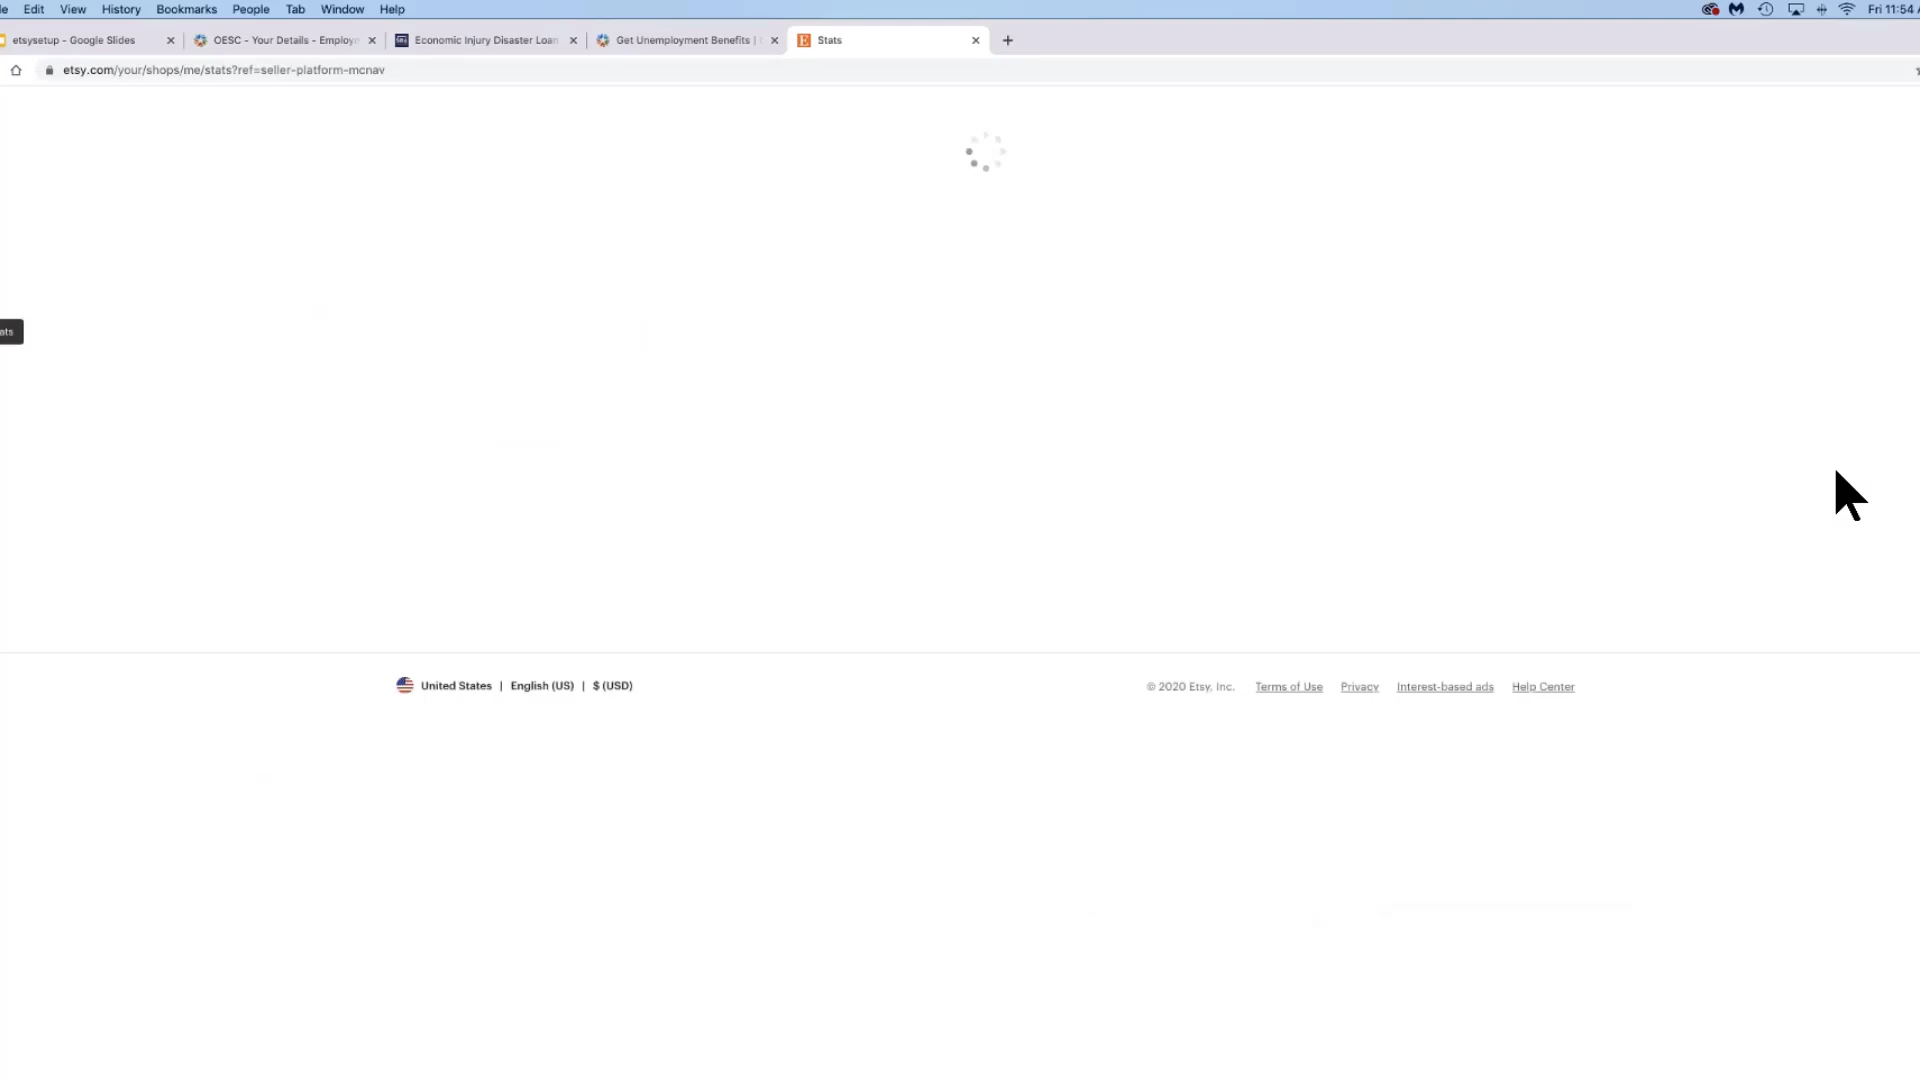 Edit View History Bookmarks People Tab Window Help Fri 11:54
etsysetup - Google Slides OESC - Your Details - Employe Economic Injury Disaster Loan Get Unemployment Benefits | Stats
etsy.com/your/shops/me/stats?ref=seller-platform-mcnav
ats
United States | English (US) | $ (USD) © 2020 Etsy, Inc. Terms of Use Privacy Interest-based ads Help Center